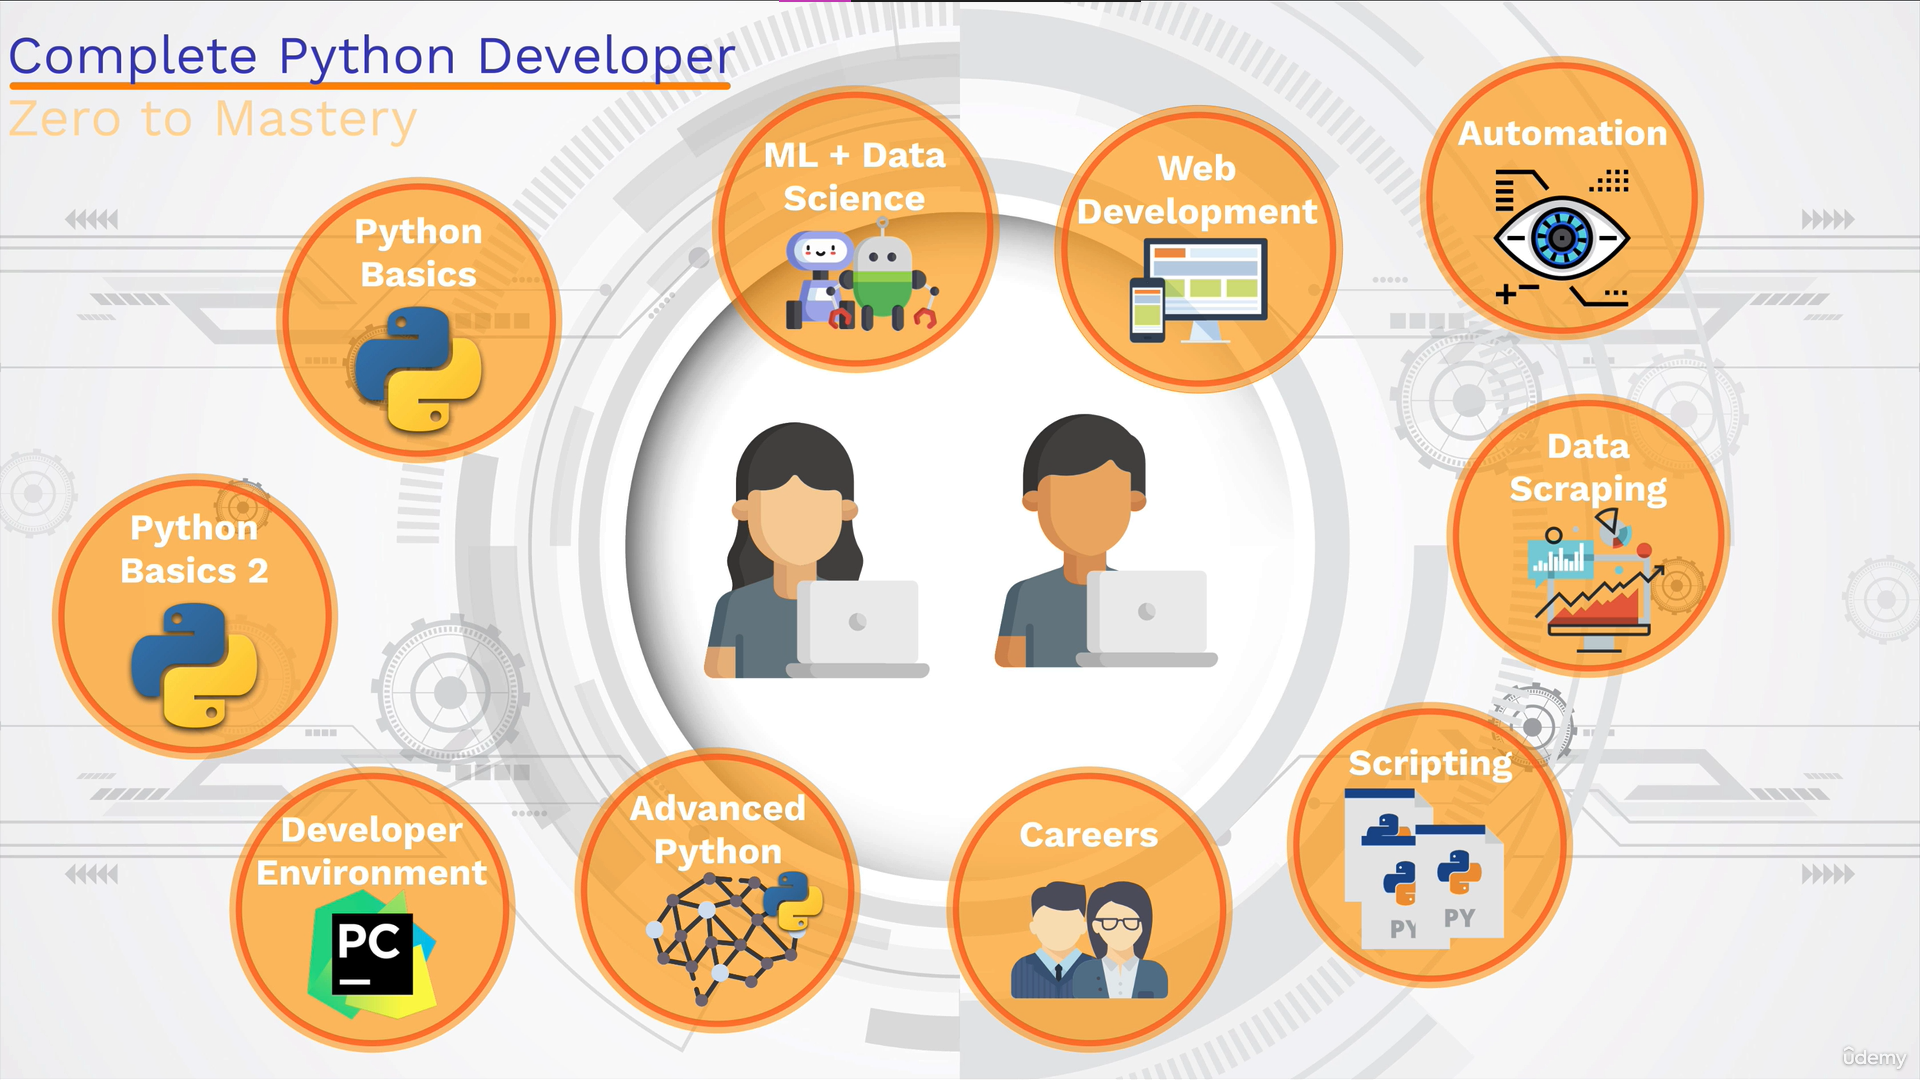 Complete Python Developer
Zero to Mastery
Python
Basics
ML + Data
Science
Web
Development
Automation
Data
Scraping
Python
Basics 2
Developer
Environment
PC
Advanced
Python
Careers
Scripting
PY
PY
ûdemy